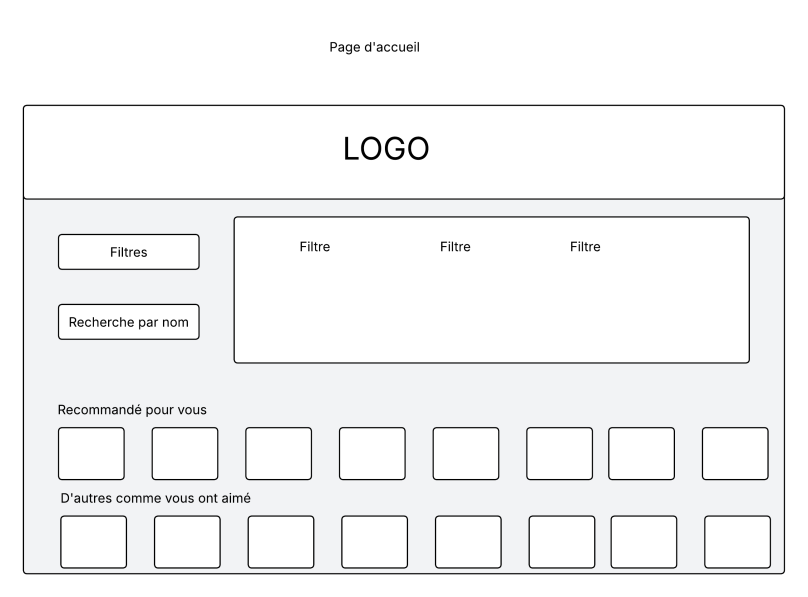 Page d'accueil
LOGO
Filtres
Filtre Filtre Filtre
Recherche par nom
Recommandé pour vous
D'autres comme vous ont aimé